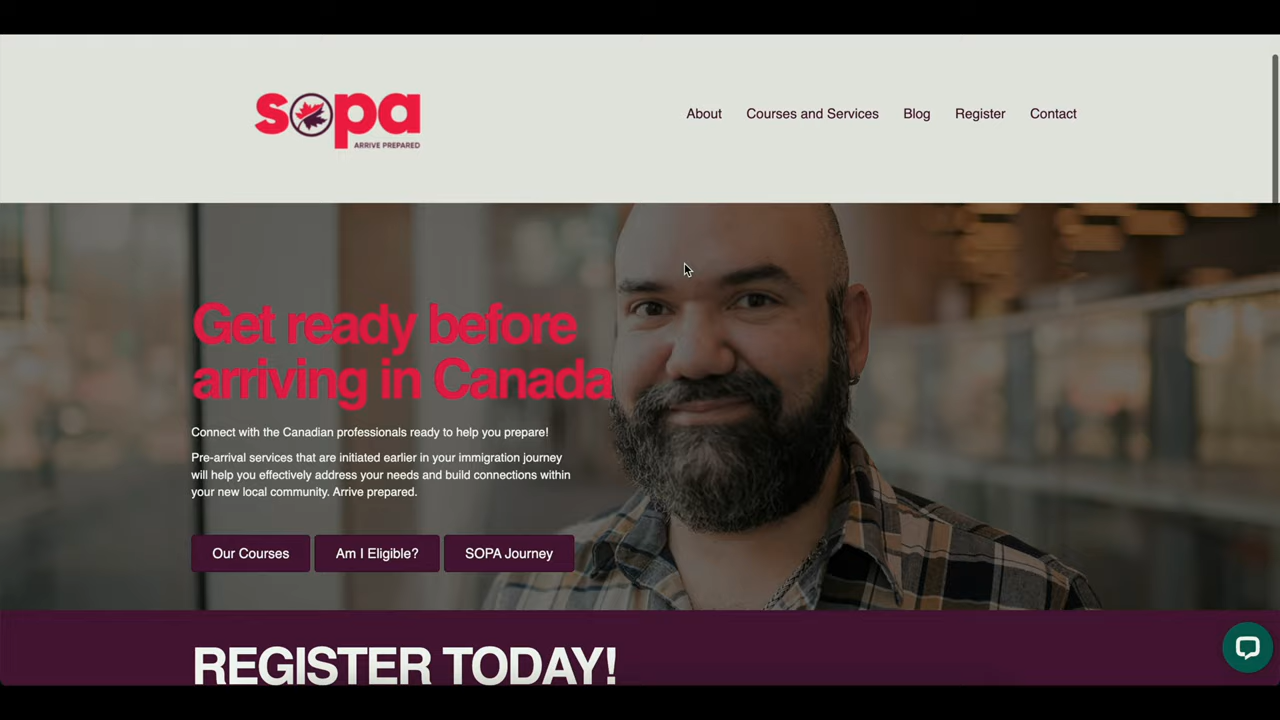 sopa
ARRIVE PREPARED
About Courses and Services Blog Register Contact
Get ready before
arriving in Canada
Connect with the Canadian professionals ready to help you prepare!
Pre-arrival services that are initiated earlier in your immigration journey
will help you effectively address your needs and build connections within
your new local community. Arrive prepared.
Our Courses Am I Eligible? SOPA Journey
REGISTER TODAY!